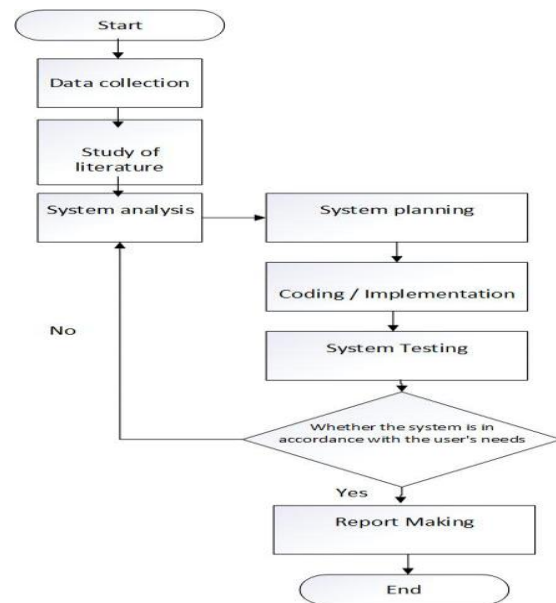 Start
Data collection
Study of
literature
System analysis
System planning
Coding / Implementation
System Testing
Whether the system is in
accordance with the user's needs
No
Yes
Report Making
End